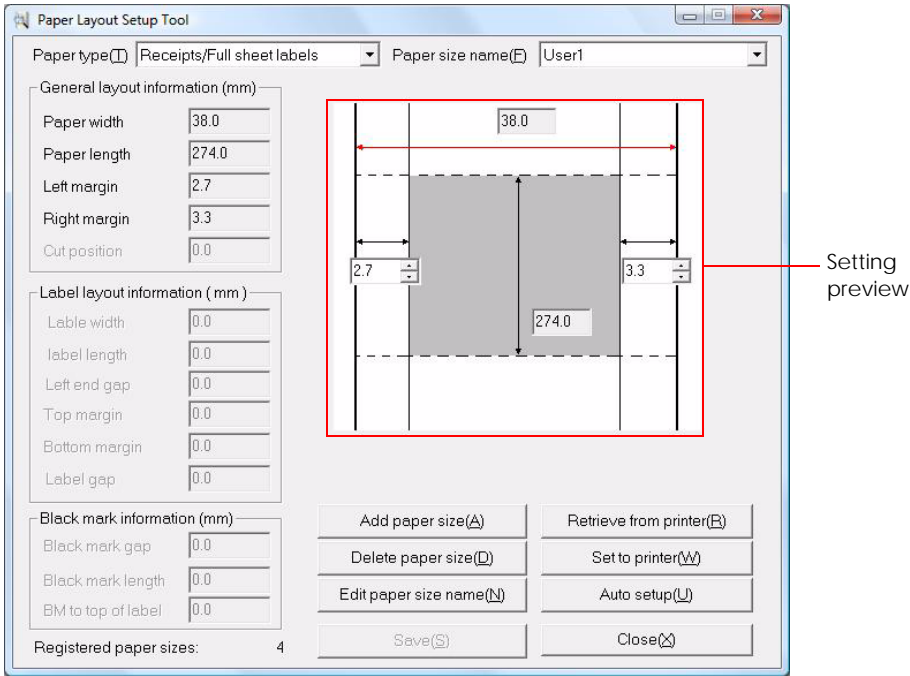 Paper Layout Setup Tool
Paper type(T) Receipts/Full sheet labels Paper size name(F) User1
General layout information (mm)
Paper width 38.0
Paper length 274.0
Left margin 2.7
Right margin 3.3
Cut position 0.0
Label layout information ( mm )
Lable width 0.0
label length 0.0
Left end gap 0.0
Top margin 0.0
Bottom margin 0.0
Label gap 0.0
Black mark information (mm)
Black mark gap 0.0
Black mark length 0.0
BM to top of label 0.0
Registered paper sizes: 4
38.0
2.7
3.3
274.0
Setting
preview
Add paper size(A) Retrieve from printer(R)
Delete paper size(D) Set to printer(W)
Edit paper size name(N) Auto setup(U)
Save(S) Close(X)